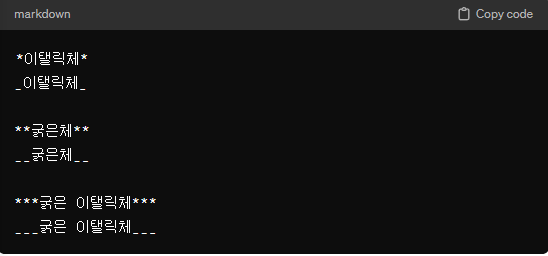 markdown Copy code
*이탤릭체*
_이탤릭체_
**굵은체**
__굵은체__
***굵은 이탤릭체***
___굵은 이탤릭체___